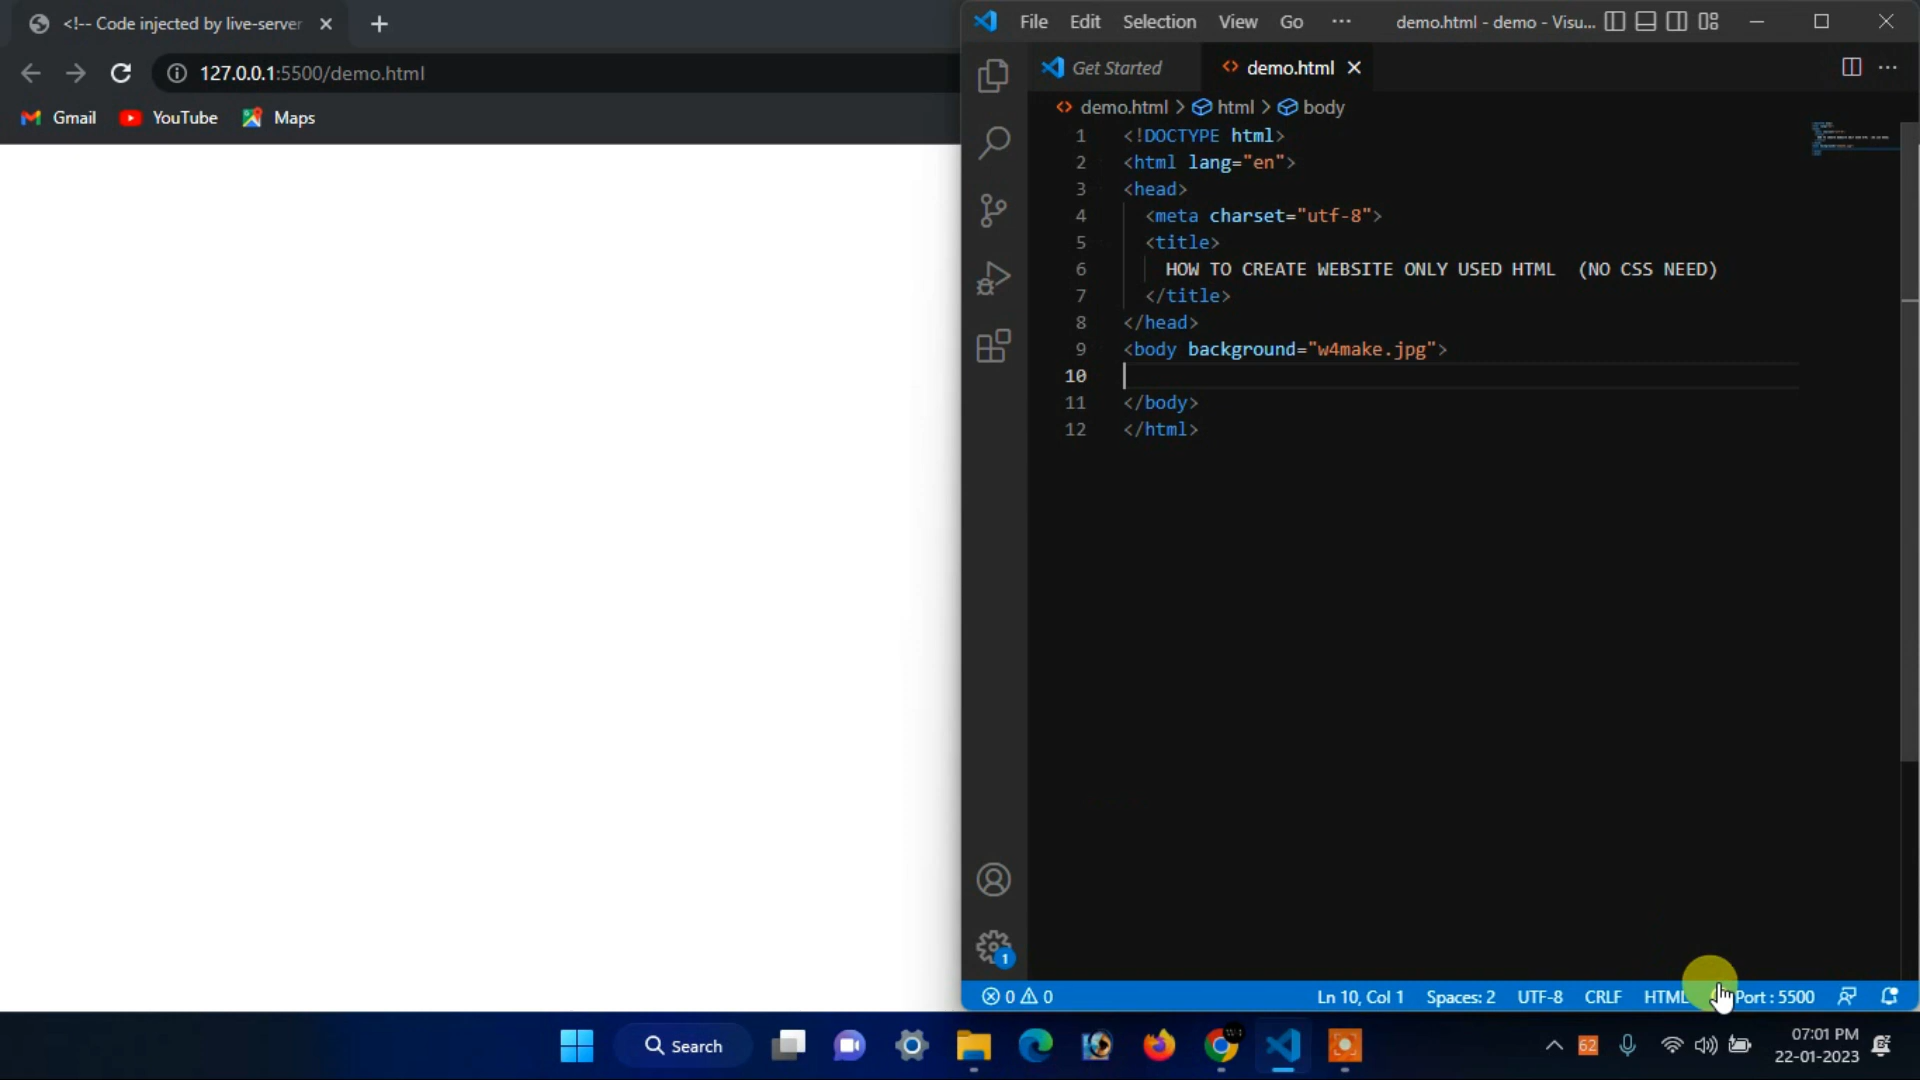 <!-- Code injected by live-server
127.0.0.1:5500/demo.html
Gmail YouTube Maps
File Edit Selection View Go ··· demo.html - demo - Visu...
Get Started demo.html
demo.html > html > body
1 <!DOCTYPE html>
2 <html lang="en">
3 <head>
4 <meta charset="utf-8">
5 <title>
6 HOW TO CREATE WEBSITE ONLY USED HTML (NO CSS NEED)
7 </title>
8 </head>
9 <body background="w4make.jpg">
10
11 </body>
12 </html>
1
0 0 Ln 10, Col 1 Spaces: 2 UTF-8 CRLF HTML Port : 5500
Search 62 07:01 PM
22-01-2023